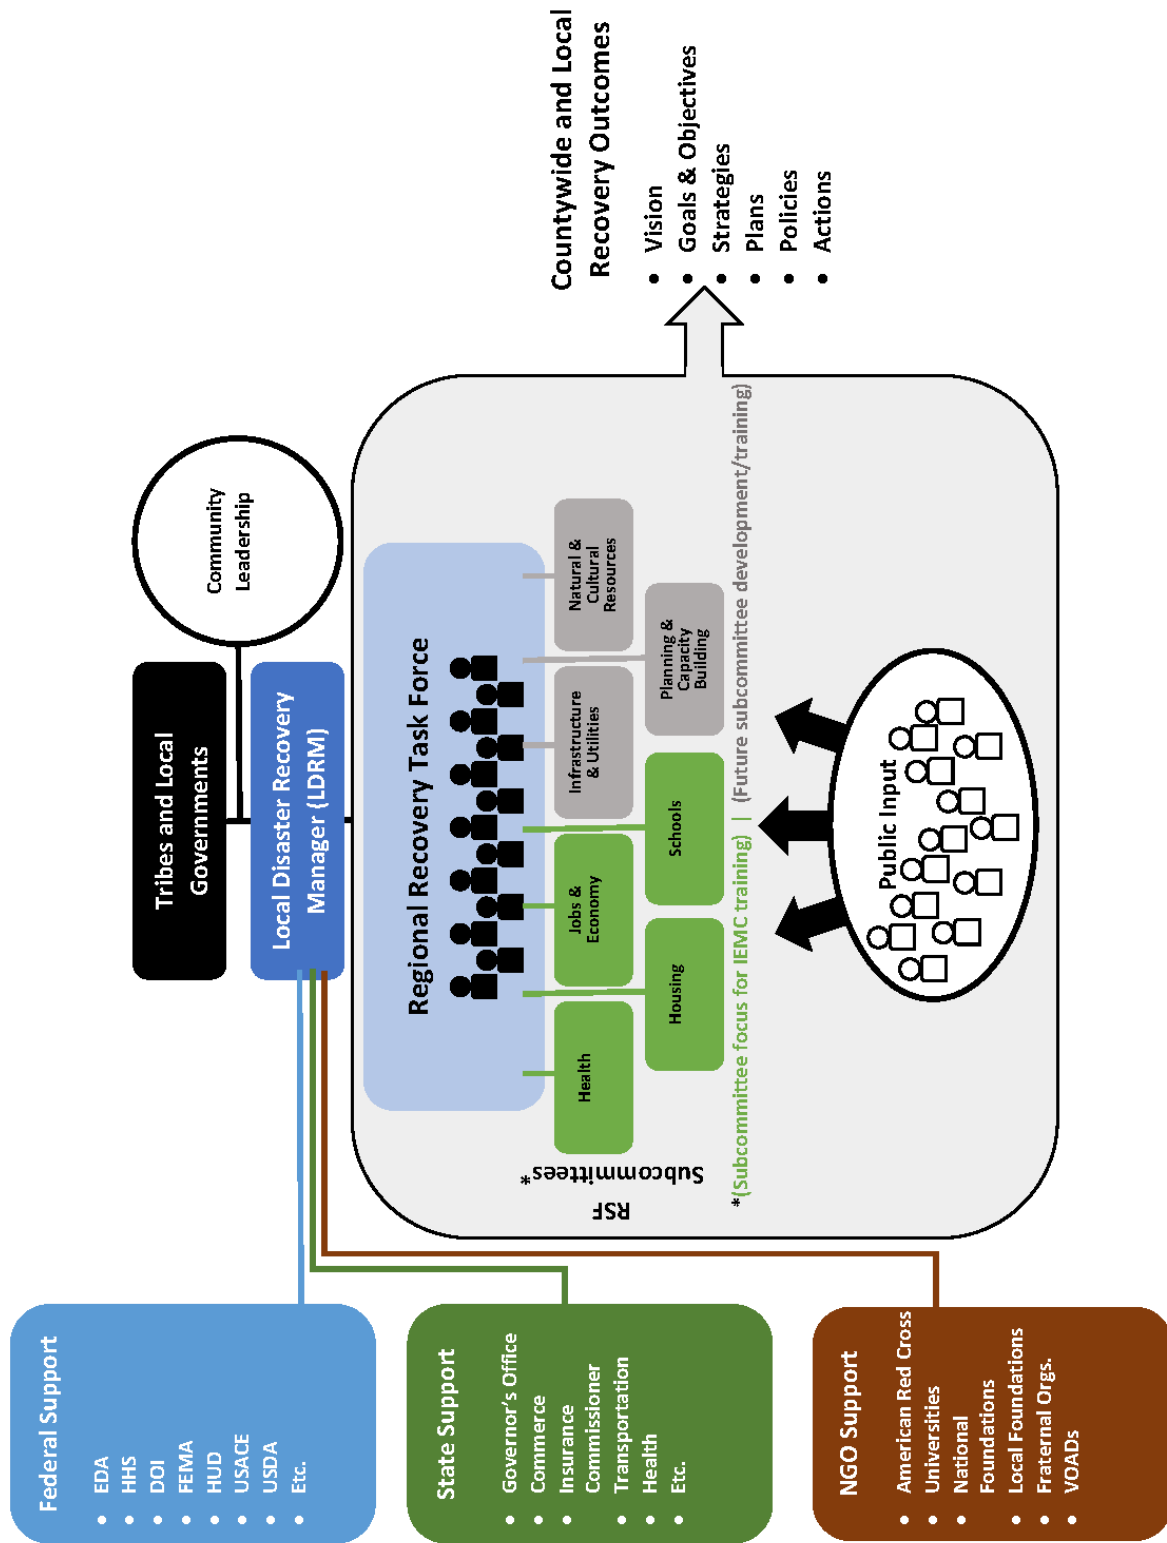 Tribes and Local
Governments
Community
Leadership
Local Disaster Recovery
Manager (LDRM)
Federal Support
• EDA
• HHS
• DOI
• FEMA
• HUD
• USACE
• USDA
• Etc.
State Support
• Governor's Office
• Commerce
• Insurance
Commissioner
• Transportation
• Health
• Etc.
NGO Support
• American Red Cross
• Universities
• National
Foundations
• Local Foundations
• Fraternal Orgs.
• VOADs
Regional Recovery Task Force
RSF
Subcommittees*
Health
Jobs &
Economy
Infrastructure
& Utilities
Natural &
Cultural
Resources
Housing
Schools
Planning &
Capacity
Building
*(Subcommittee focus for IEMC training) | (Future subcommittee development/training)
Public Input
Countywide and Local
Recovery Outcomes
• Vision
• Goals & Objectives
• Strategies
• Plans
• Policies
• Actions